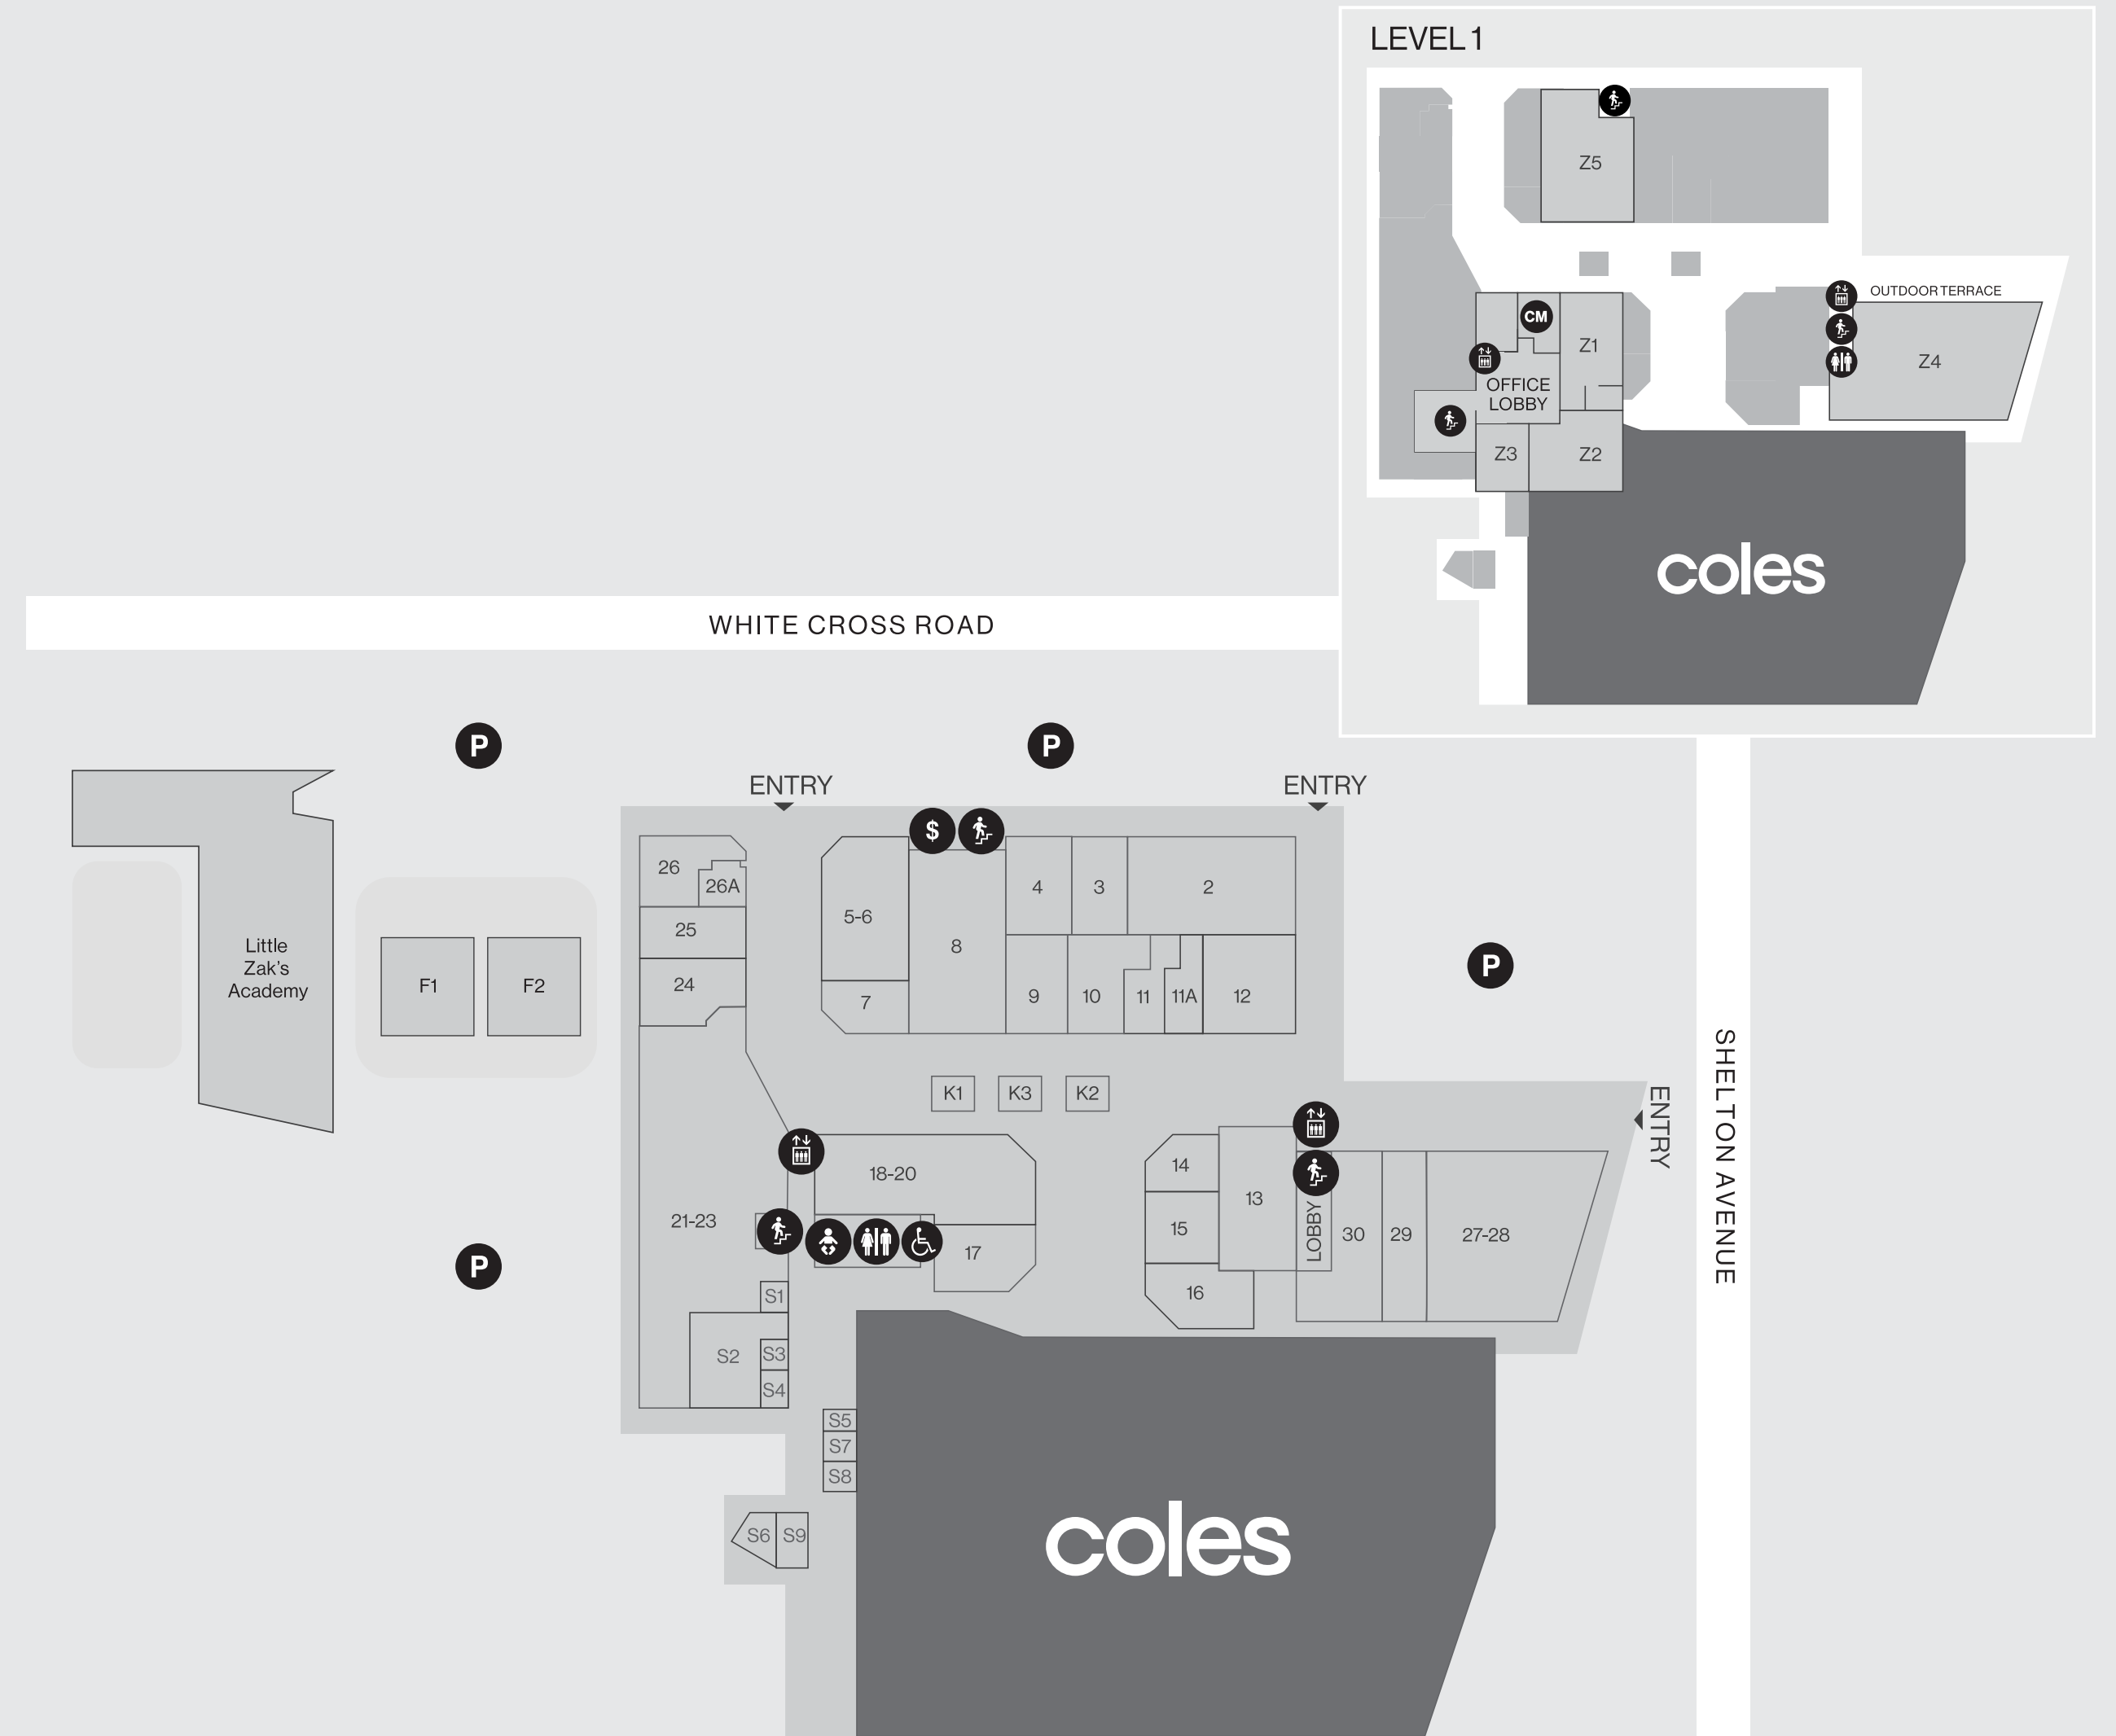 LEVEL 1
Z5
OUTDOOR TERRACE
CM
Z1
Z4
OFFICE
LOBBY
Z3
Z2
coles
WHITE CROSS ROAD
P
P
ENTRY
ENTRY
$
26
26A
25
24
5-6
7
8
4
3
2
9
10
11
11A
12
P
Little
Zak's
Academy
F1
F2
K1
K3
K2
ENTRY
SHELTON AVENUE
18-20
14
13
15
16
LOBBY
30
29
27-28
21-23
17
P
S1
S2
S3
S4
S5
S7
S8
S6
S9
coles